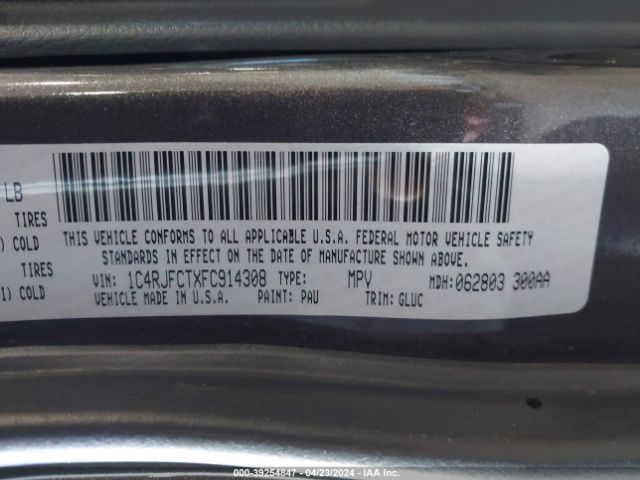 LB
TIRES
) COLD
TIRES
I) COLD
THIS VEHICLE CONFORMS TO ALL APPLICABLE U.S.A. FEDERAL MOTOR VEHICLE SAFETY
STANDARDS IN EFFECT ON THE DATE OF MANUFACTURE SHOWN ABOVE.
VIN: 1C4RJFCTXFC914308 TYPE: MPV MDH:062803 300AA
VEHICLE MADE IN U.S.A. PAINT: PAU TRIM: GLUC
000-39254847 - 04/23/2024 - IAA Inc.